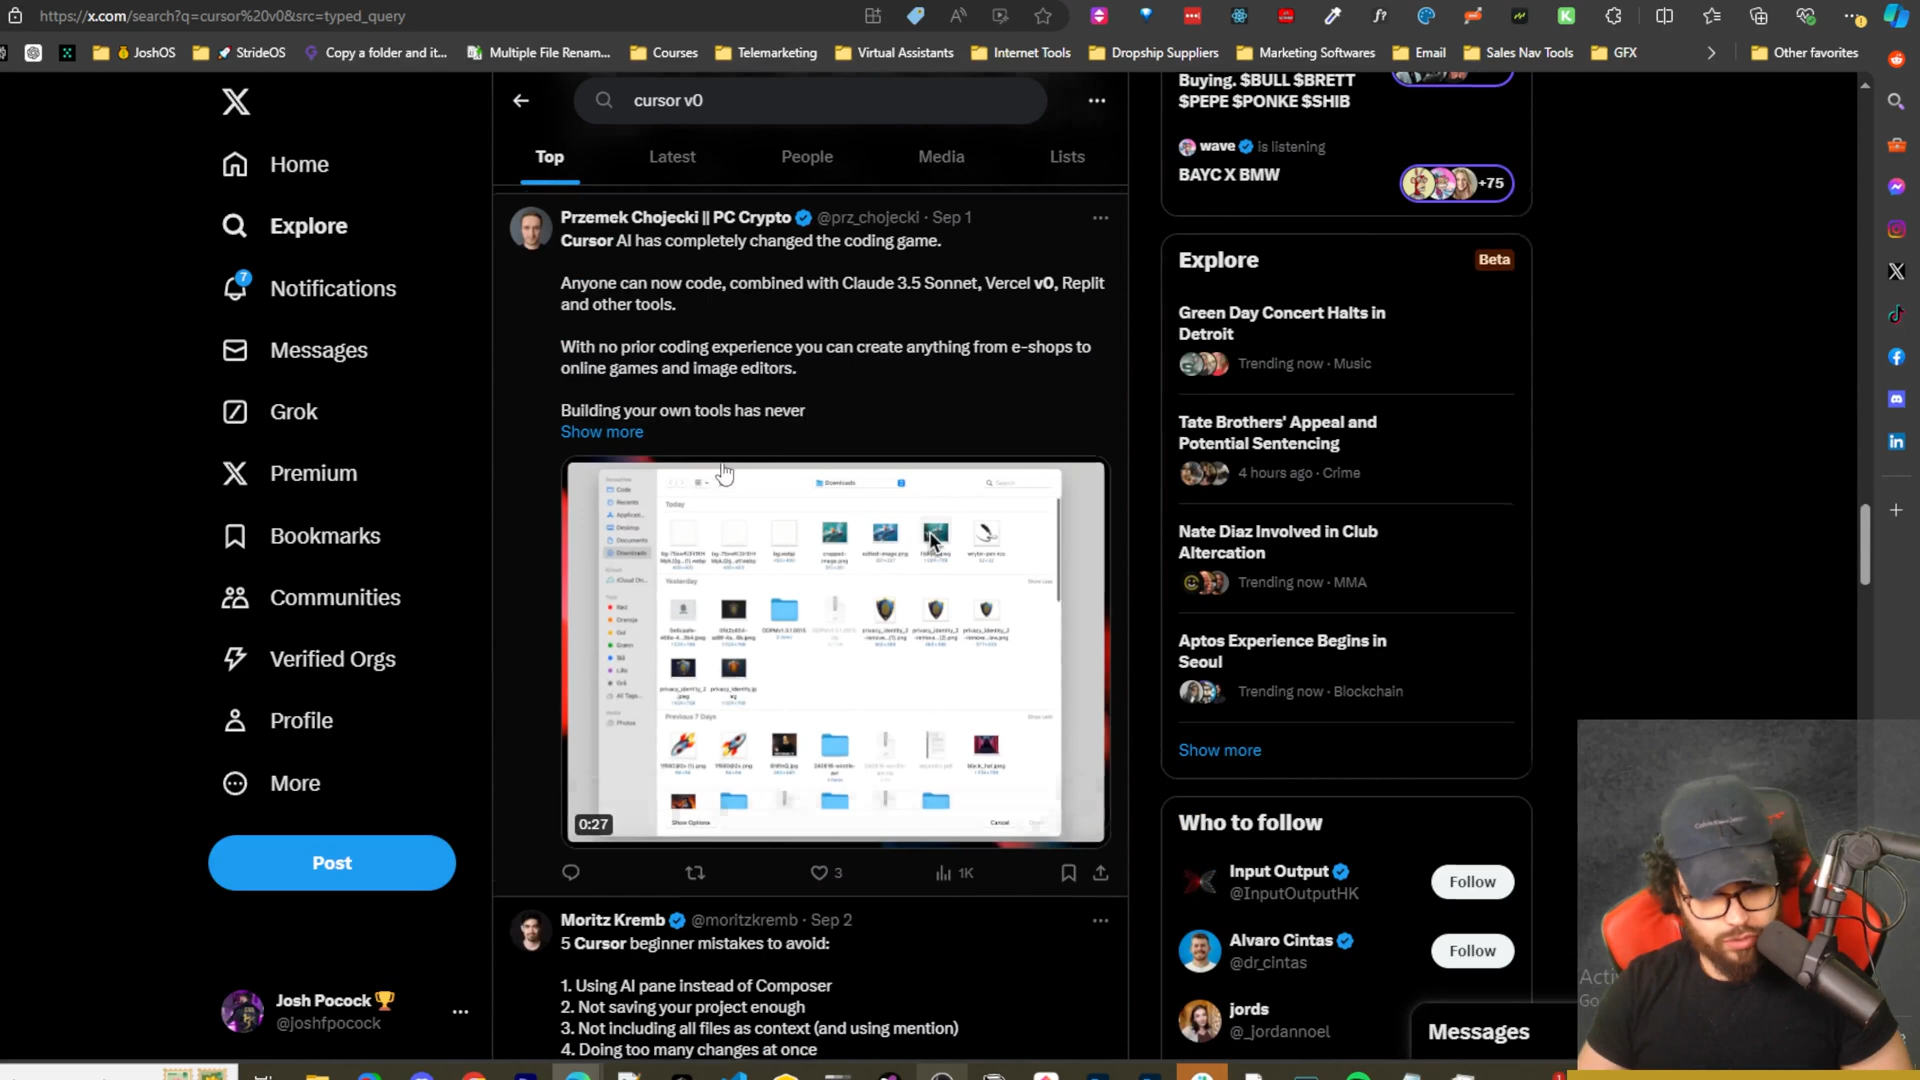 https://x.com/search?q=cursor%20v0&src=typed_query
JoshOS
StrideOS
Copy a folder and it...
Multiple File Renam...
Courses
Telemarketing
Virtual Assistants
Internet Tools
Dropship Suppliers
Marketing Softwares
Email
Sales Nav Tools
GFX
Other favorites
Home
Explore
7
Notifications
Messages
Grok
Premium
Bookmarks
Communities
Verified Orgs
Profile
More
Post
Josh Pocock
@joshfpocock
cursor v0
Top
Latest
People
Media
Lists
Przemek Chojecki || PC Crypto @prz_chojecki · Sep 1
Cursor AI has completely changed the coding game.
Anyone can now code, combined with Claude 3.5 Sonnet, Vercel v0, Replit
and other tools.
With no prior coding experience you can create anything from e-shops to
online games and image editors.
Building your own tools has never
Show more
Downloads
Search
Today
Yesterday
Previous 7 Days
Show Options
Cancel
0:27
3
1K
Moritz Kremb @moritzkremb · Sep 2
5 Cursor beginner mistakes to avoid:
1. Using AI pane instead of Composer
2. Not saving your project enough
3. Not including all files as context (and using mention)
4. Doing too many changes at once
Buying. $BULL $BRETT
$PEPE $PONKE $SHIB
wave is listening
BAYC X BMW
+75
Explore
Beta
Green Day Concert Halts in
Detroit
Trending now · Music
Tate Brothers' Appeal and
Potential Sentencing
4 hours ago · Crime
Nate Diaz Involved in Club
Altercation
Trending now · MMA
Aptos Experience Begins in
Seoul
Trending now · Blockchain
Show more
Who to follow
Input Output
@InputOutputHK
Follow
Alvaro Cintas
@dr_cintas
Follow
jords
@_jordannoel
Messages